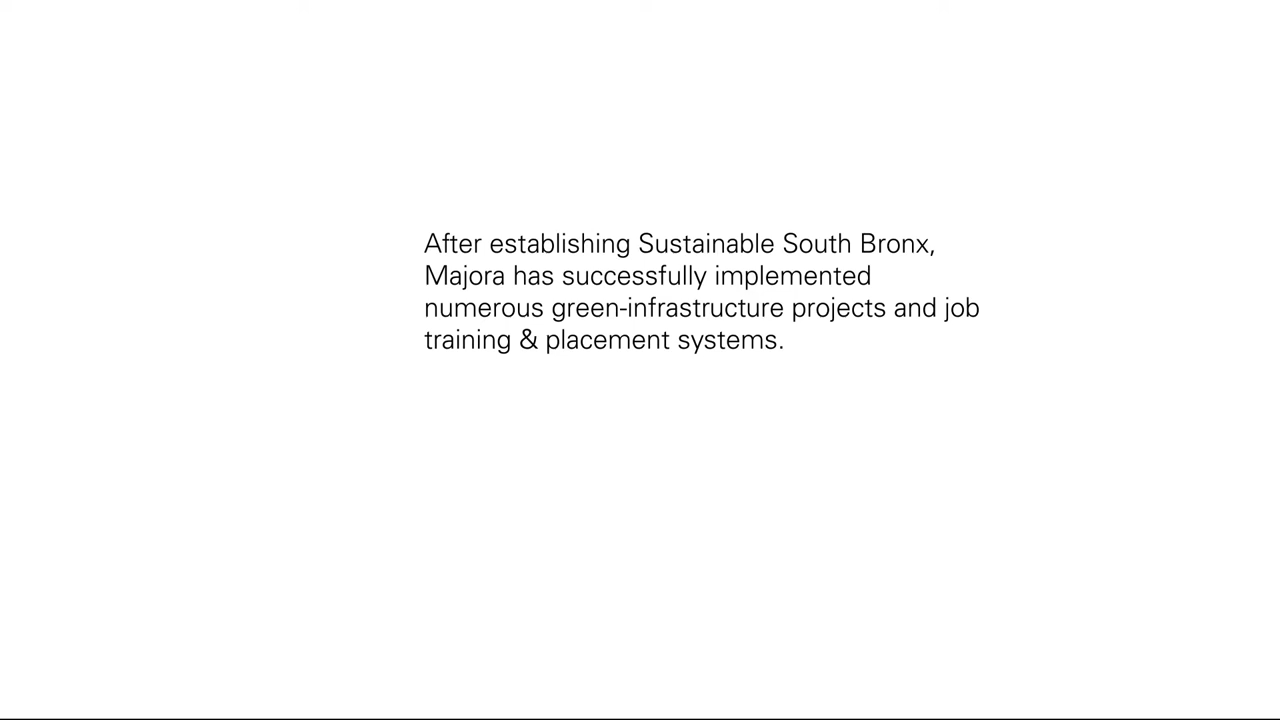 After establishing Sustainable South Bronx,
Majora has successfully implemented
numerous green-infrastructure projects and job
training & placement systems.